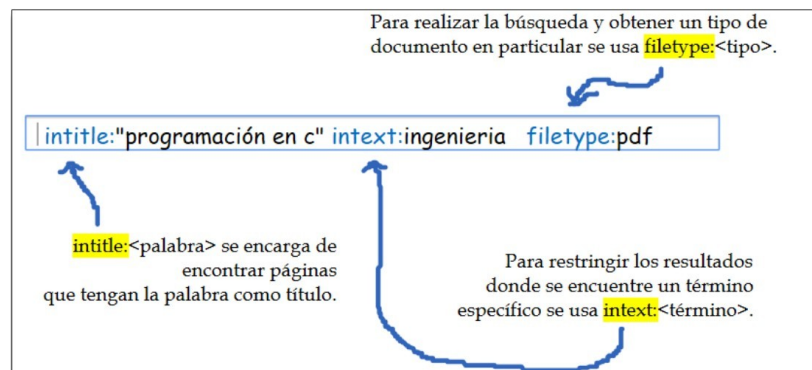 Para realizar la búsqueda y obtener un tipo de
documento en particular se usa filetype:<tipo>.
intitle:"programación en c" intext:ingenieria filetype:pdf
intitle:<palabra> se encarga de
encontrar páginas
que tengan la palabra como título.
Para restringir los resultados
donde se encuentre un término
específico se usa intext:<término>.